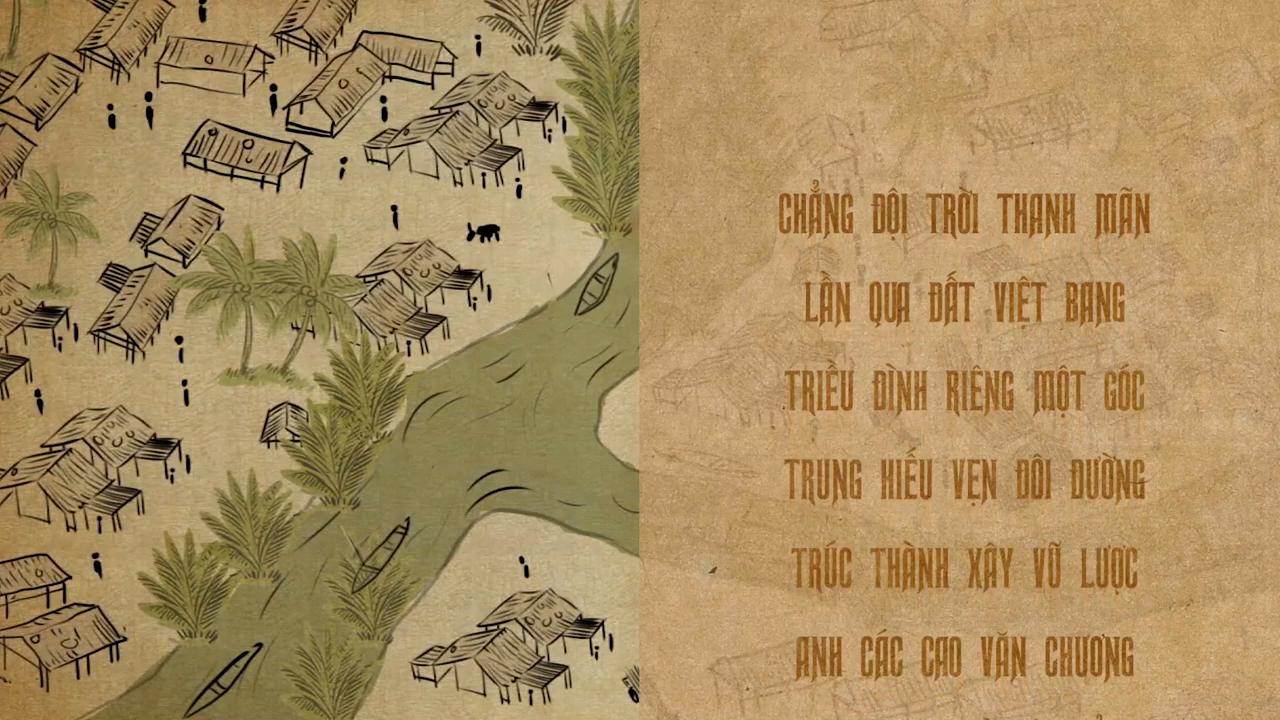 CHẲNG ĐỘI TRỜI THANH MÃN
LẦN QUA ĐẤT VIỆT BANG
TRIỀU ĐÌNH RIÊNG MỘT GÓC
TRUNG HIẾU VẸN ĐÔI ĐƯỜNG
TRÚC THÀNH XÂY VŨ LƯỢC
ANH CÁC CAO VĂN CHƯƠNG